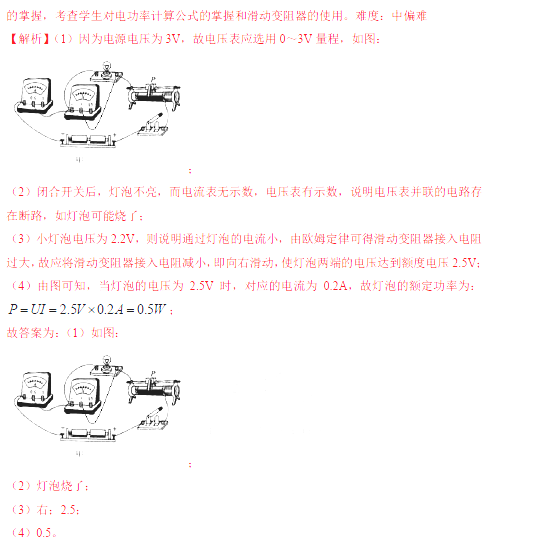 的掌握，考查学生对电功率计算公式的掌握和滑动变阻器的使用。难度：中偏难
【解析】（1）因为电源电压为3V，故电压表应选用0～3V量程，如图：
甲
；
（2）闭合开关后，灯泡不亮，而电流表无示数，电压表有示数，说明电压表并联的电路存
在断路，如灯泡可能烧了；
（3）小灯泡电压为2.2V，则说明通过灯泡的电流小，由欧姆定律可得滑动变阻器接入电阻
过大，故应将滑动变阻器接入电阻减小，即向右滑动，使灯泡两端的电压达到额度电压2.5V；
（4）由图可知，当灯泡的电压为 2.5V 时，对应的电流为 0.2A，故灯泡的额定功率为：
P=UI=2.5V×0.2A=0.5W；
故答案为：（1）如图；
甲
；
（2）灯泡烧了；
（3）右；2.5；
（4）0.5。